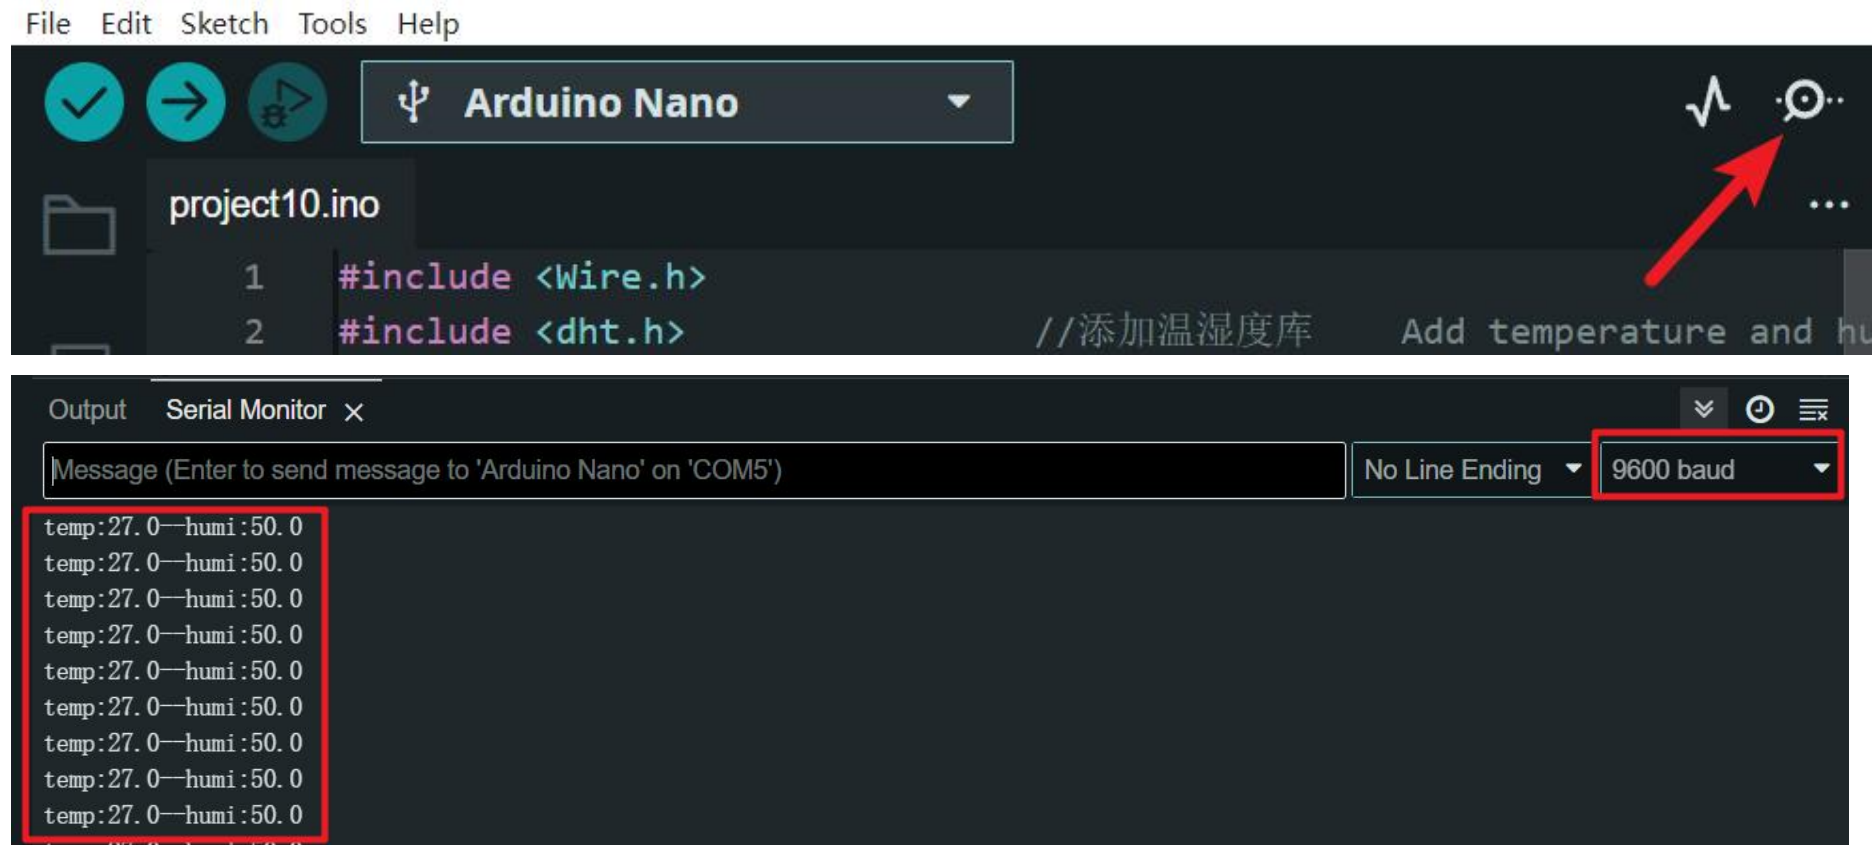 File Edit Sketch Tools Help
Arduino Nano
project10.ino
1 #include <Wire.h>
2 #include <dht.h> //添加温湿度库 Add temperature and hu
Output Serial Monitor
Message (Enter to send message to 'Arduino Nano' on 'COM5') No Line Ending 9600 baud
temp:27.0--humi:50.0
temp:27.0--humi:50.0
temp:27.0--humi:50.0
temp:27.0--humi:50.0
temp:27.0--humi:50.0
temp:27.0--humi:50.0
temp:27.0--humi:50.0
temp:27.0--humi:50.0
temp:27.0--humi:50.0